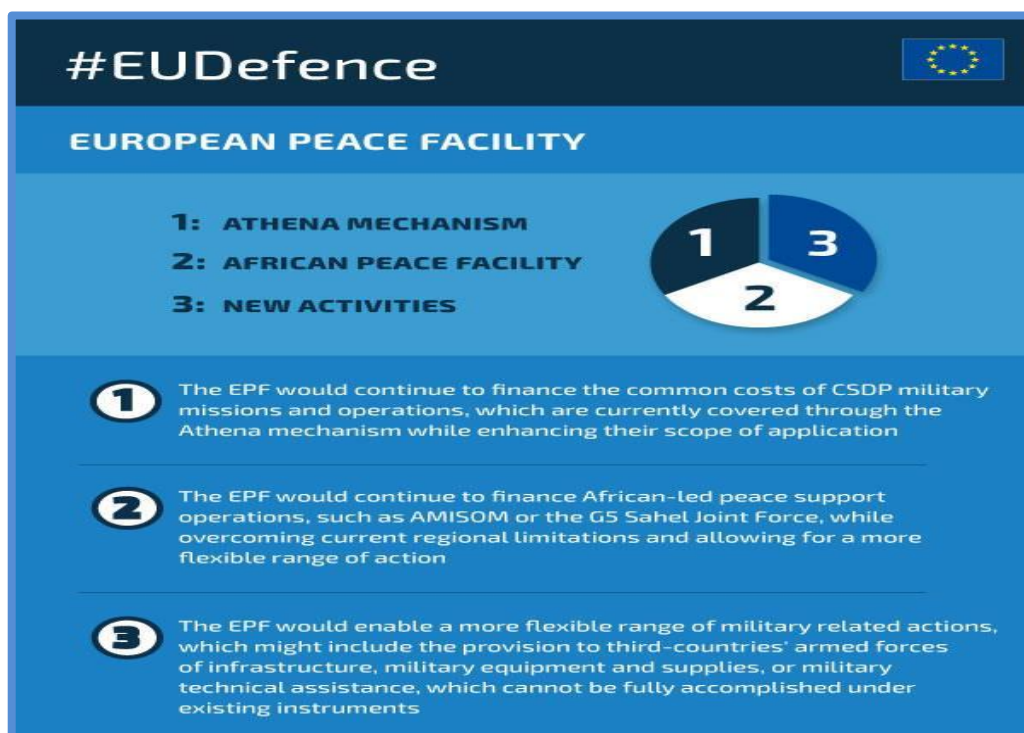 #EUDefence
EUROPEAN PEACE FACILITY
1: ATHENA MECHANISM
2: AFRICAN PEACE FACILITY
3: NEW ACTIVITIES
1
3
2
1
The EPF would continue to finance the common costs of CSDP military
missions and operations, which are currently covered through the
Athena mechanism while enhancing their scope of application
2
The EPF would continue to finance African-led peace support
operations, such as AMISOM or the G5 Sahel Joint Force, while
overcoming current regional limitations and allowing for a more
flexible range of action
3
The EPF would enable a more flexible range of military related actions,
which might include the provision to third-countries' armed forces
of infrastructure, military equipment and supplies, or military
technical assistance, which cannot be fully accomplished under
existing instruments